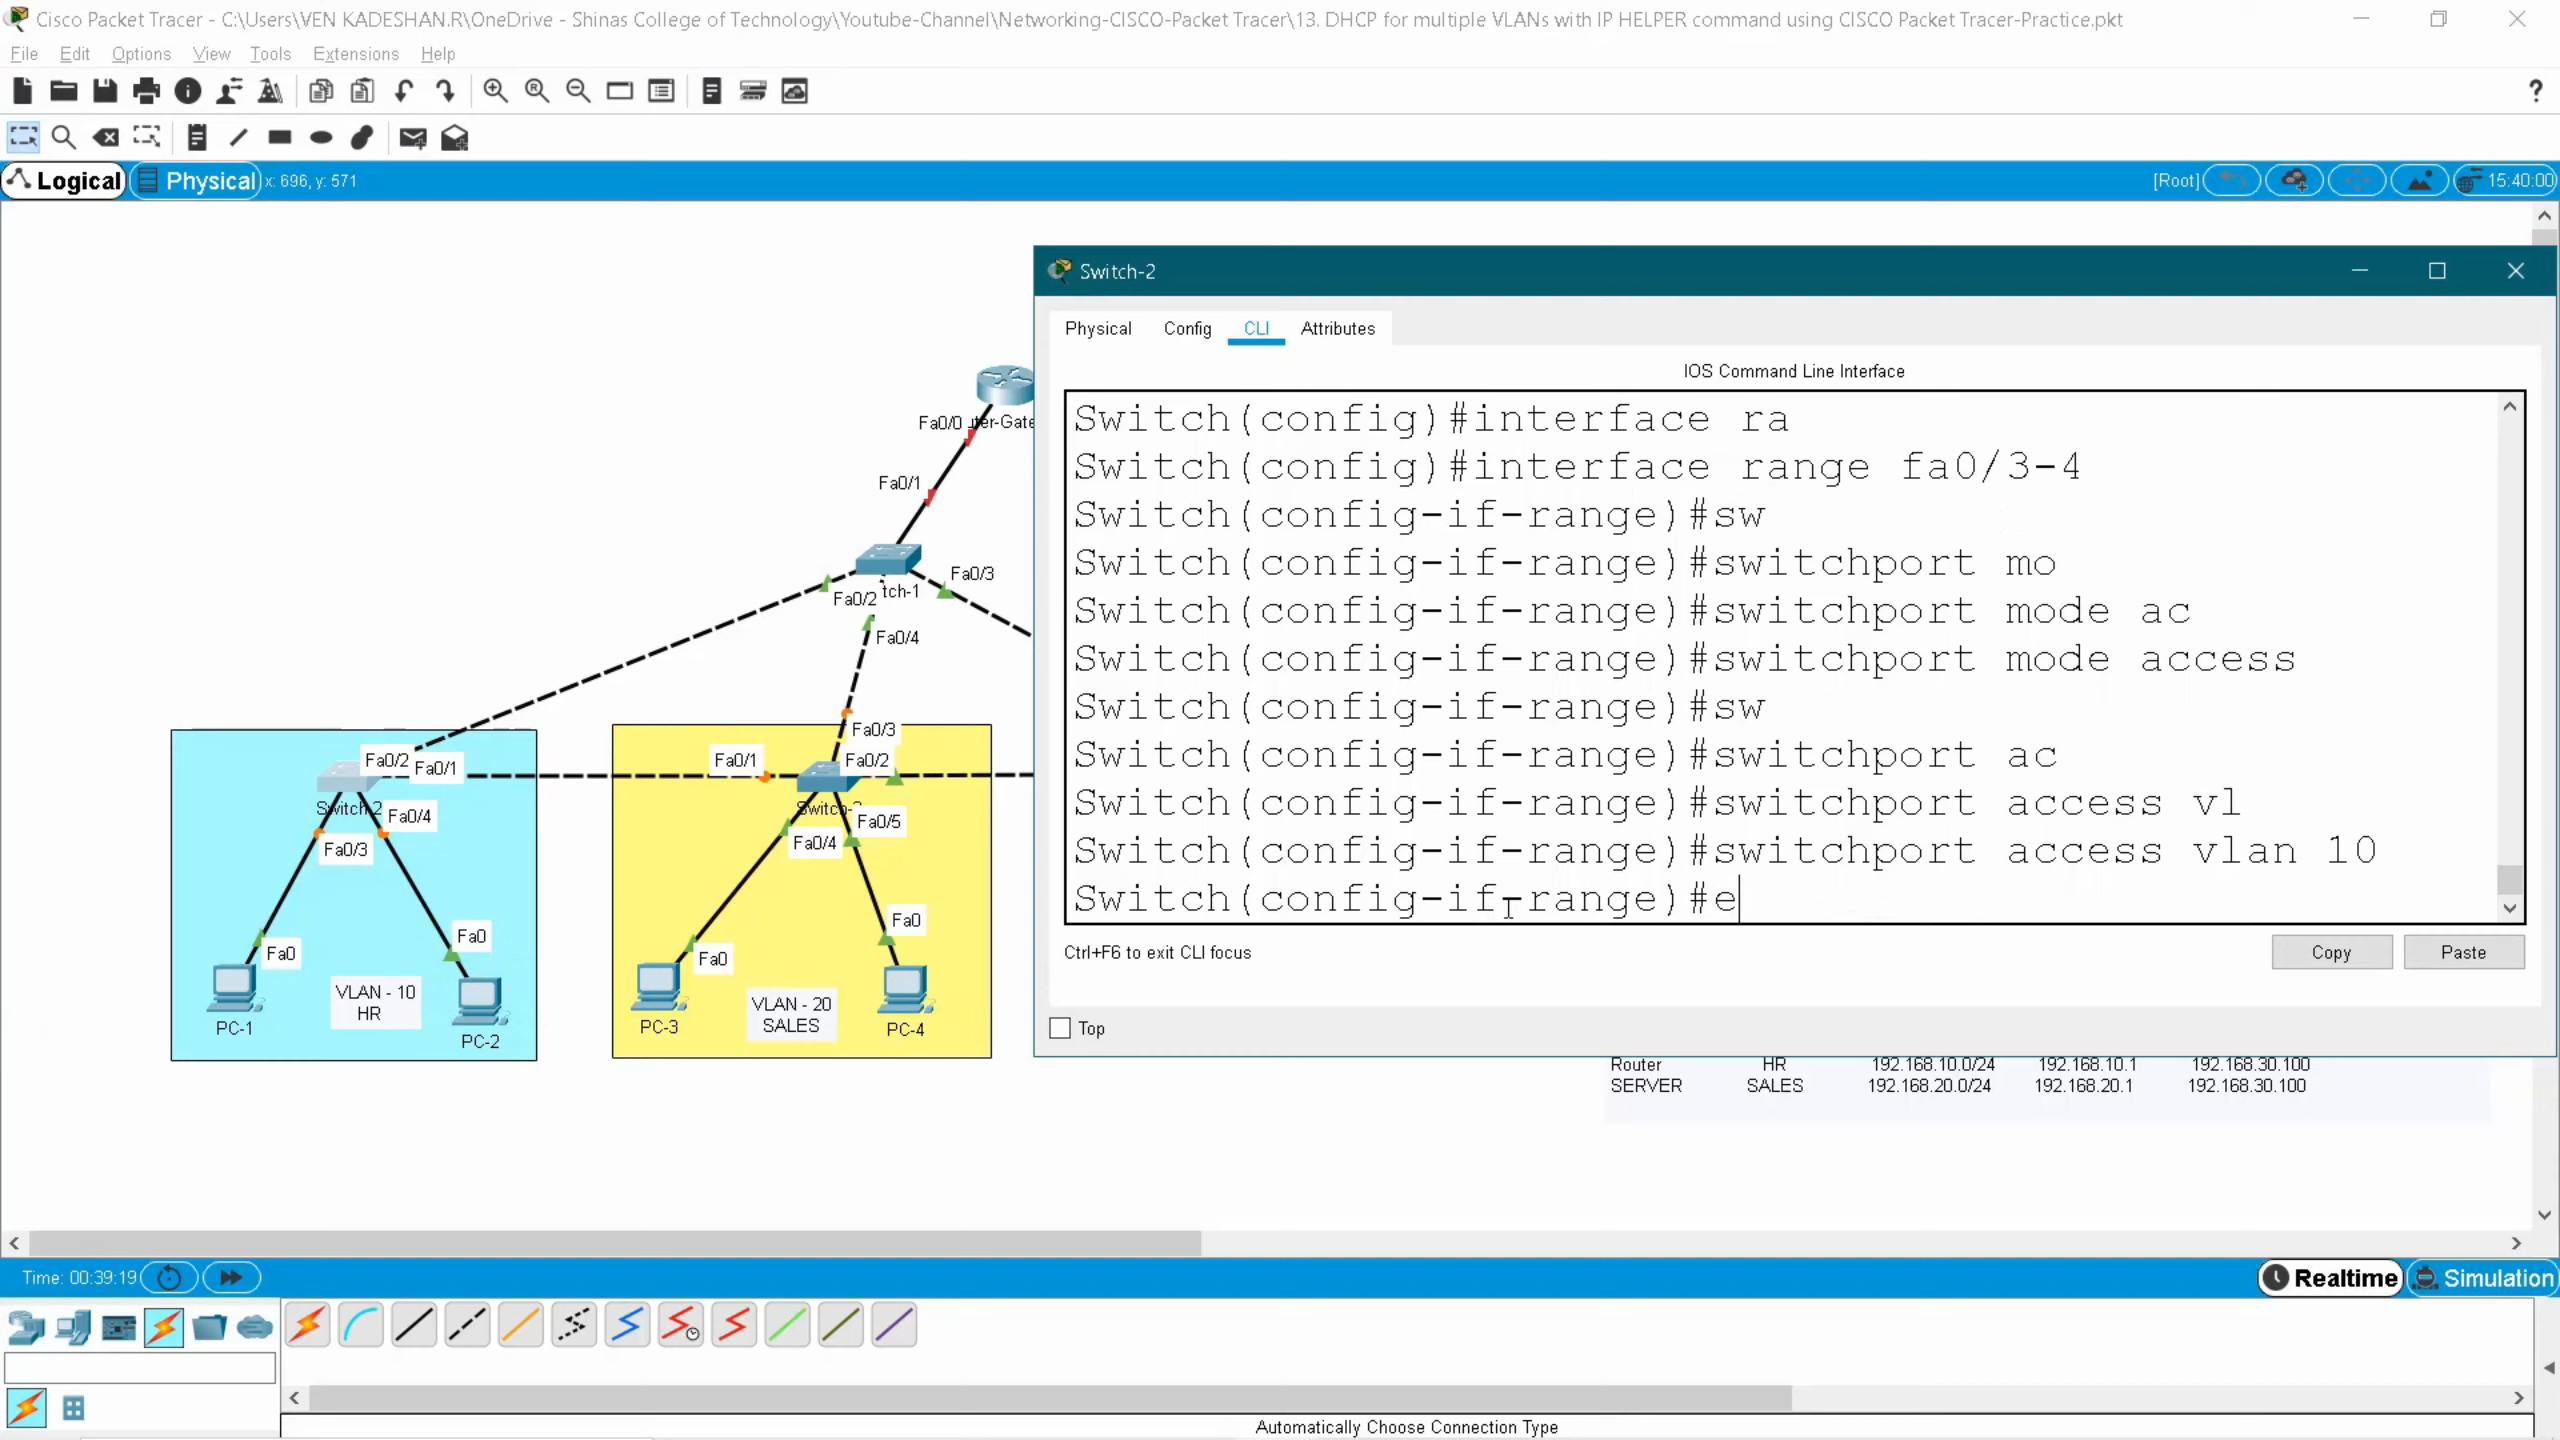 Cisco Packet Tracer - C:\Users\VEN KADESHAN.R\OneDrive - Shinas College of Technology\Youtube-Channel\Networking-CISCO-Packet Tracer\13. DHCP for multiple VLANs with IP HELPER command using CISCO Packet Tracer-Practice.pkt
File Edit Options View Tools Extensions Help
Logical Physical x: 696, y: 571 [Root] 15:40:00
Switch-2
Physical Config CLI Attributes
IOS Command Line Interface
Switch(config)#interface ra
Switch(config)#interface range fa0/3-4
Switch(config-if-range)#sw
Switch(config-if-range)#switchport mo
Switch(config-if-range)#switchport mode ac
Switch(config-if-range)#switchport mode access
Switch(config-if-range)#sw
Switch(config-if-range)#switchport ac
Switch(config-if-range)#switchport access vl
Switch(config-if-range)#switchport access vlan 10
Switch(config-if-range)#e
Ctrl+F6 to exit CLI focus
Copy Paste
Top
Fa0/0
Fa0/1
Fa0/3
Fa0/2 tch-1
Fa0/4
Fa0/3
Fa0/2 Fa0/1
Fa0/1 Fa0/2
Switch-2
Fa0/4
Fa0/3
Switch-
Fa0/5
Fa0/4
Fa0
Fa0
Fa0
Fa0
VLAN - 10
HR
PC-1
PC-2
VLAN - 20
SALES
PC-3
PC-4
Router HR 192.168.10.0/24 192.168.10.1 192.168.30.100
SERVER SALES 192.168.20.0/24 192.168.20.1 192.168.30.100
Time: 00:39:19
Realtime Simulation
Automatically Choose Connection Type